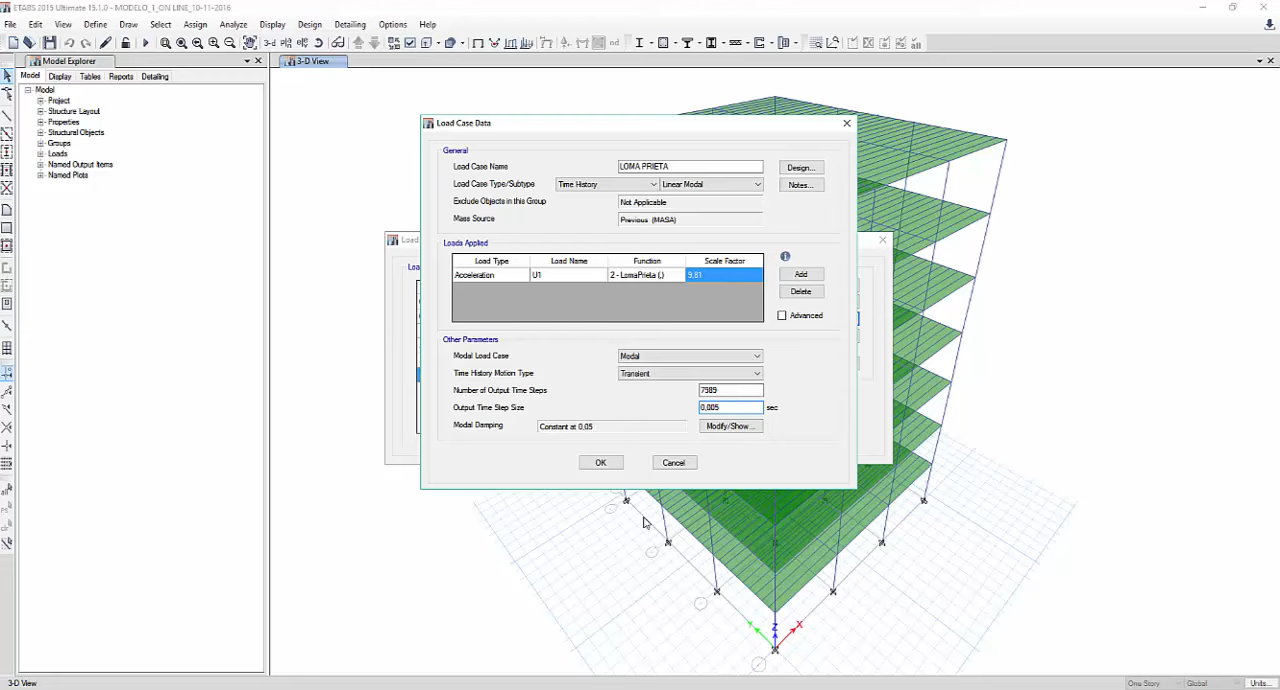 ETABS 2015 Ultimate 15.1.0 - MODELO_1_ON LINE_10-11-2016
File Edit View Define Draw Select Assign Analyze Display Design Detailing Options Help
3-d
nd
all
Model Explorer
3-D View
Model Display Tables Reports Detailing
Model
Project
Structure Layout
Properties
Structural Objects
Groups
Loads
Named Output Items
Named Plots
Load Case Data
General
Load Case Name LOMA PRIETA Design...
Load Case Type/Subtype Time History Linear Modal Notes...
Exclude Objects in this Group Not Applicable
Mass Source Previous (MASA)
Loads Applied
Load Type Load Name Function Scale Factor
Acceleration U1 2 - LomaPrieta (,) 9.81
Add
Delete
Advanced
Other Parameters
Modal Load Case Modal
Time History Motion Type Transient
Number of Output Time Steps 7989
Output Time Step Size 0,005 sec
Modal Damping Constant at 0,05 Modify/Show...
OK Cancel
Load
Y Z X
3-D View One Story Global Units...